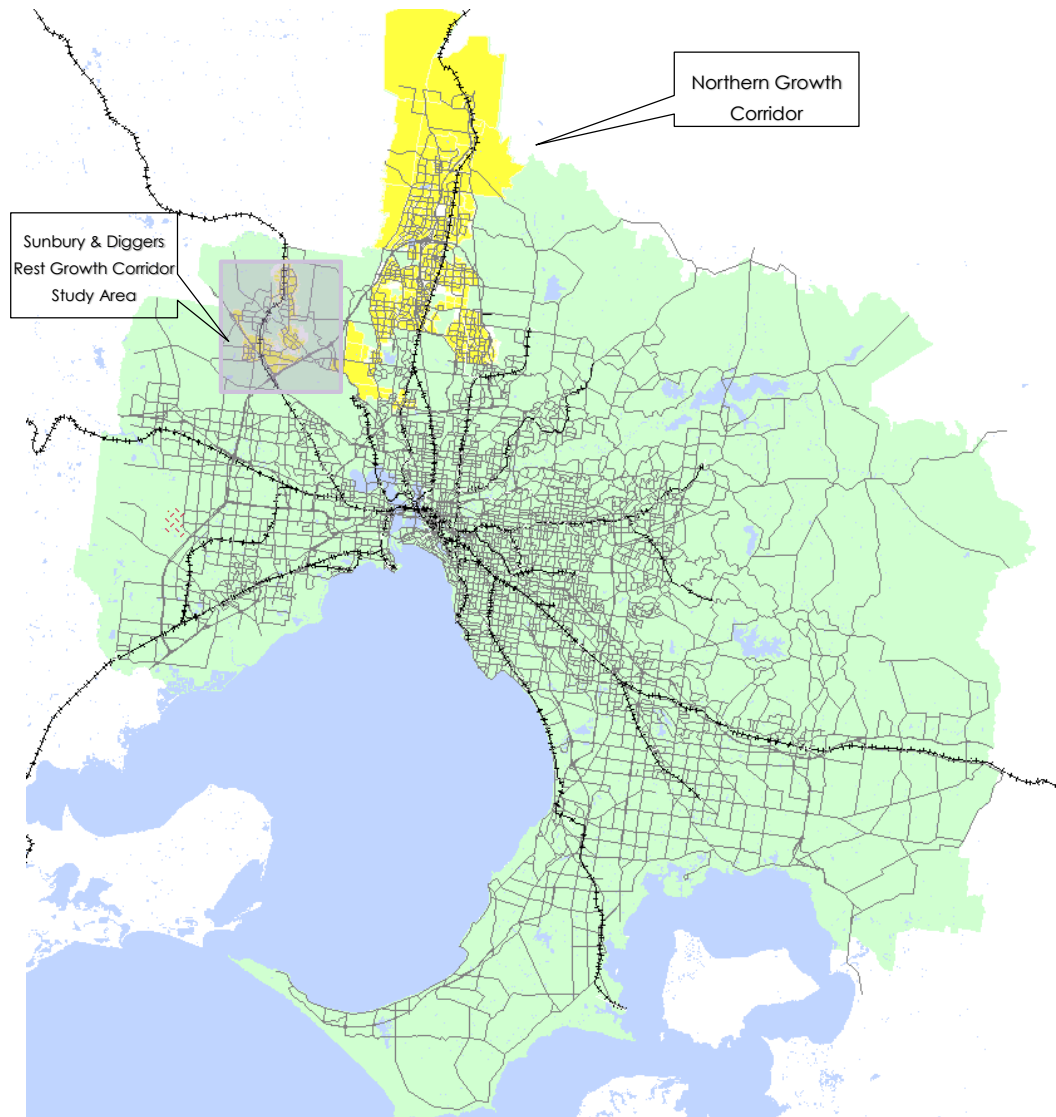 Northern Growth
Corridor
Sunbury & Diggers
Rest Growth Corridor
Study Area